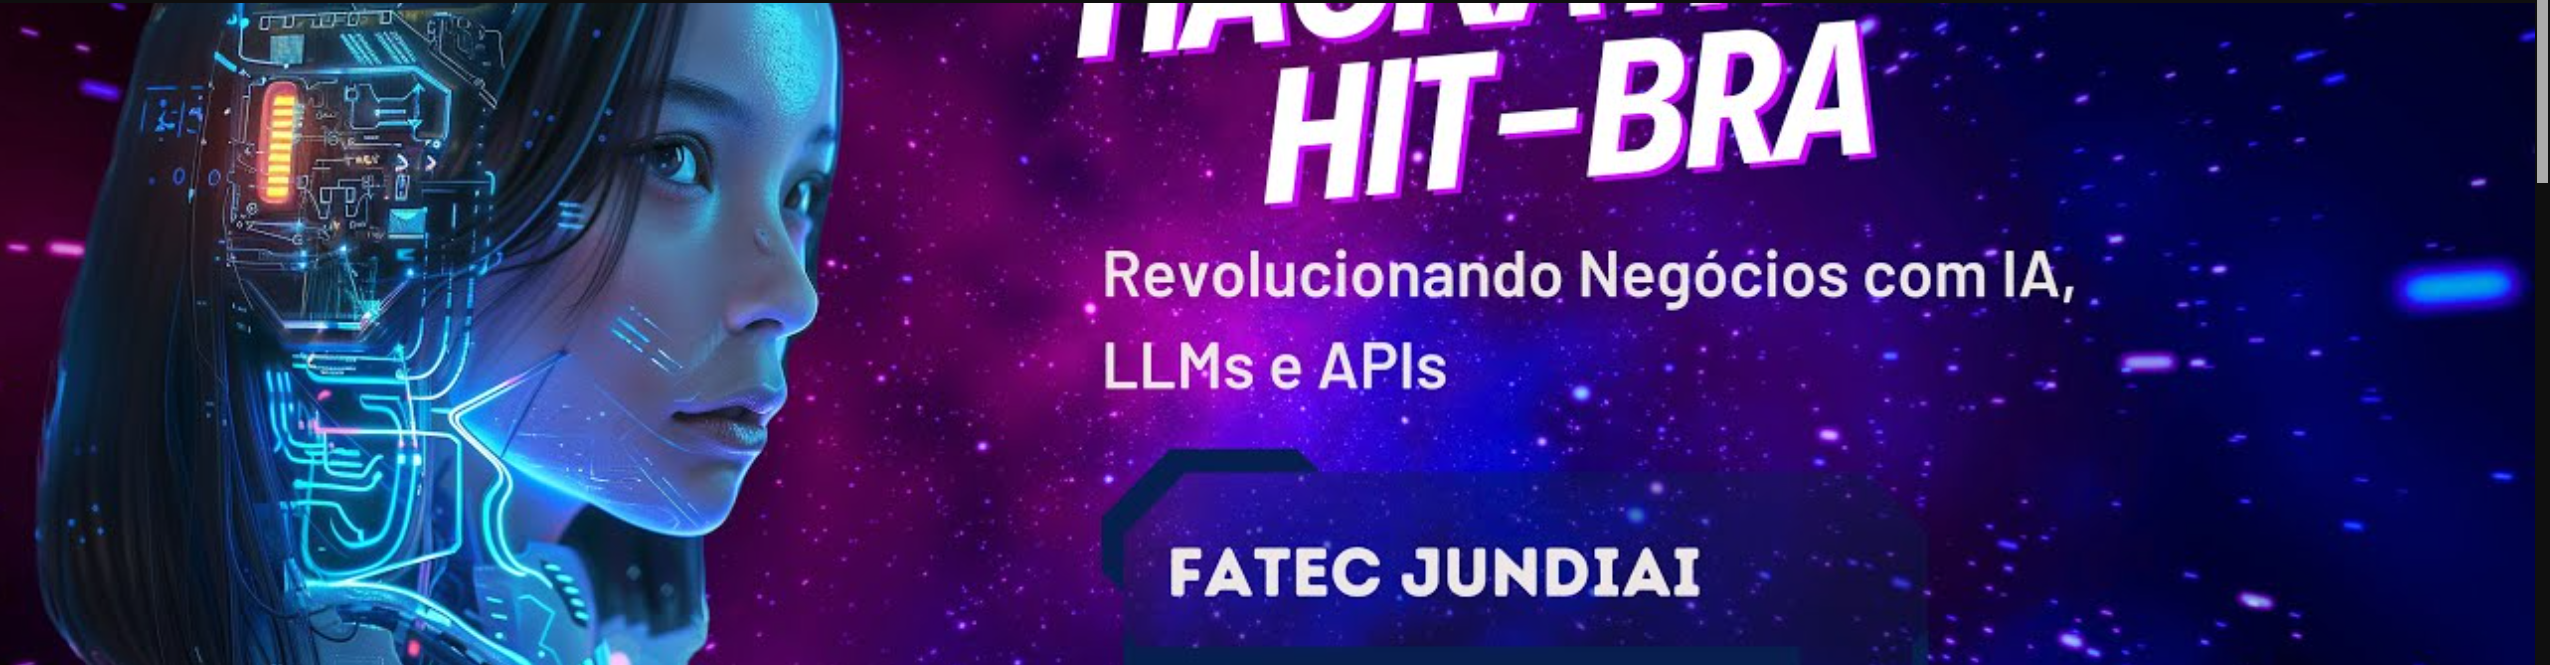 HIT-BRA
Revolucionando Negócios com IA,
LLMs e APIs
FATEC JUNDIAI